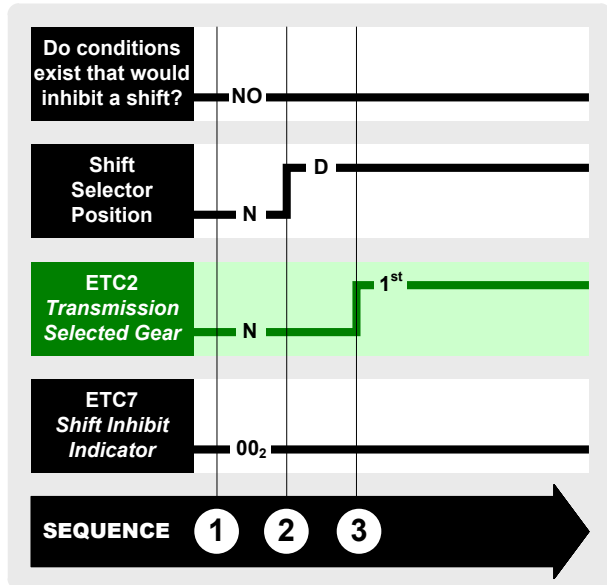 Do conditions
exist that would
inhibit a shift?
NO
Shift
Selector
Position
N
D
ETC2
Transmission
Selected Gear
N
1st
ETC7
Shift Inhibit
Indicator
00₂
SEQUENCE 1 2 3